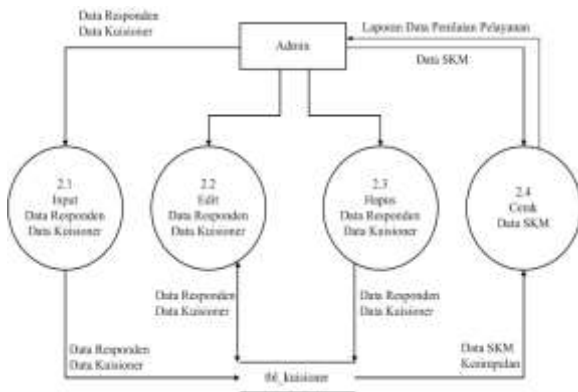 Data Responden
Data Kuisioner
Admin
Laporan Data Penilaian Pelayanan
Data SKM
2.1
Input
Data Responden
Data Kuisioner
2.2
Edit
Data Responden
Data Kuisioner
2.3
Hapus
Data Responden
Data Kuisioner
2.4
Cetak
Data SKM
Data Responden
Data Kuisioner
Data Responden
Data Kuisioner
Data Responden
Data Kuisioner
Data SKM
Kesimpulan
tbl_kuisioner